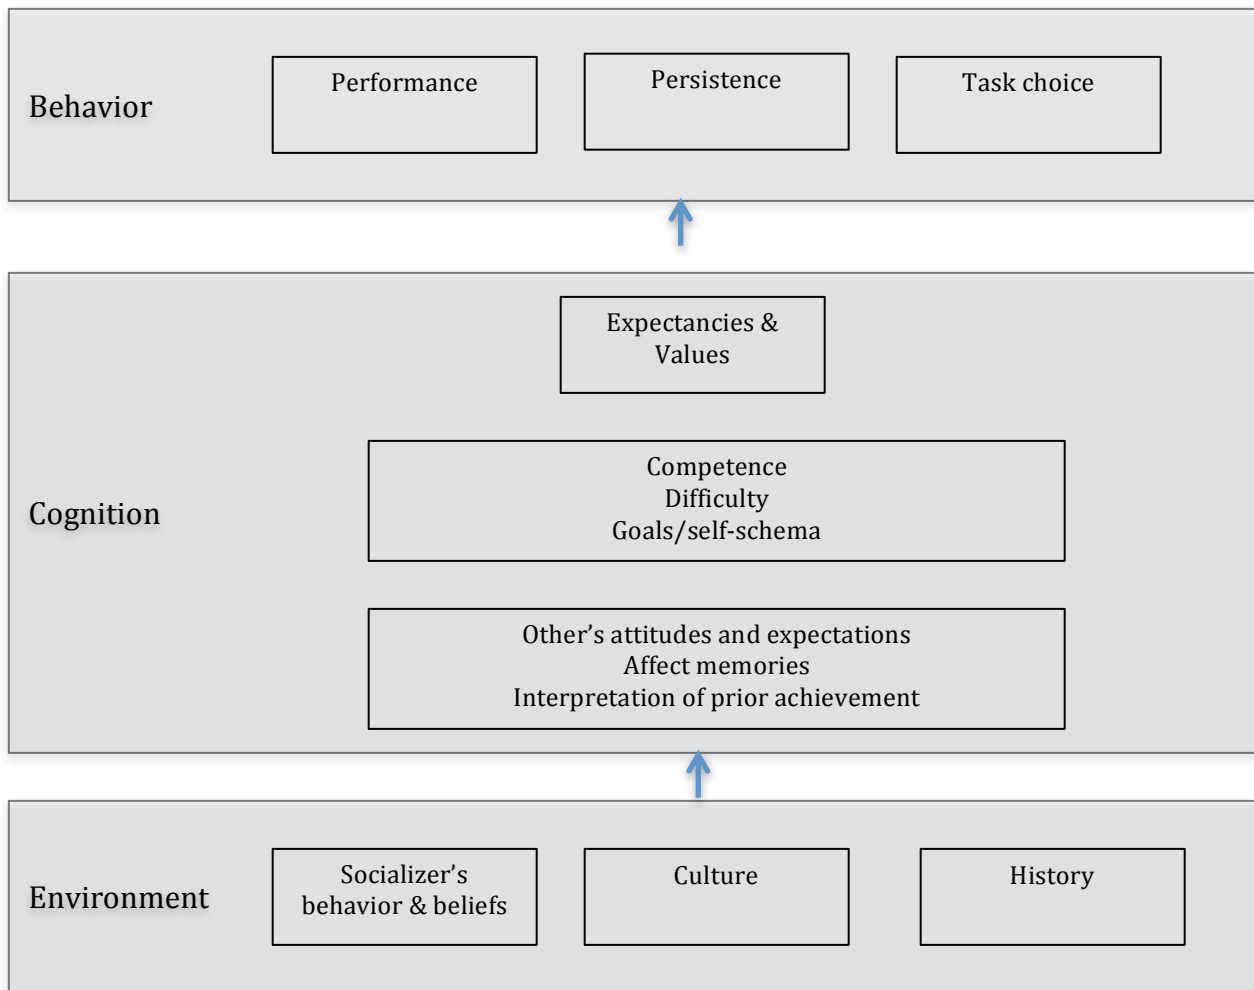 Behavior
Performance
Persistence
Task choice
Cognition
Expectancies &
Values
Competence
Difficulty
Goals/self-schema
Other’s attitudes and expectations
Affect memories
Interpretation of prior achievement
Environment
Socializer’s
behavior & beliefs
Culture
History